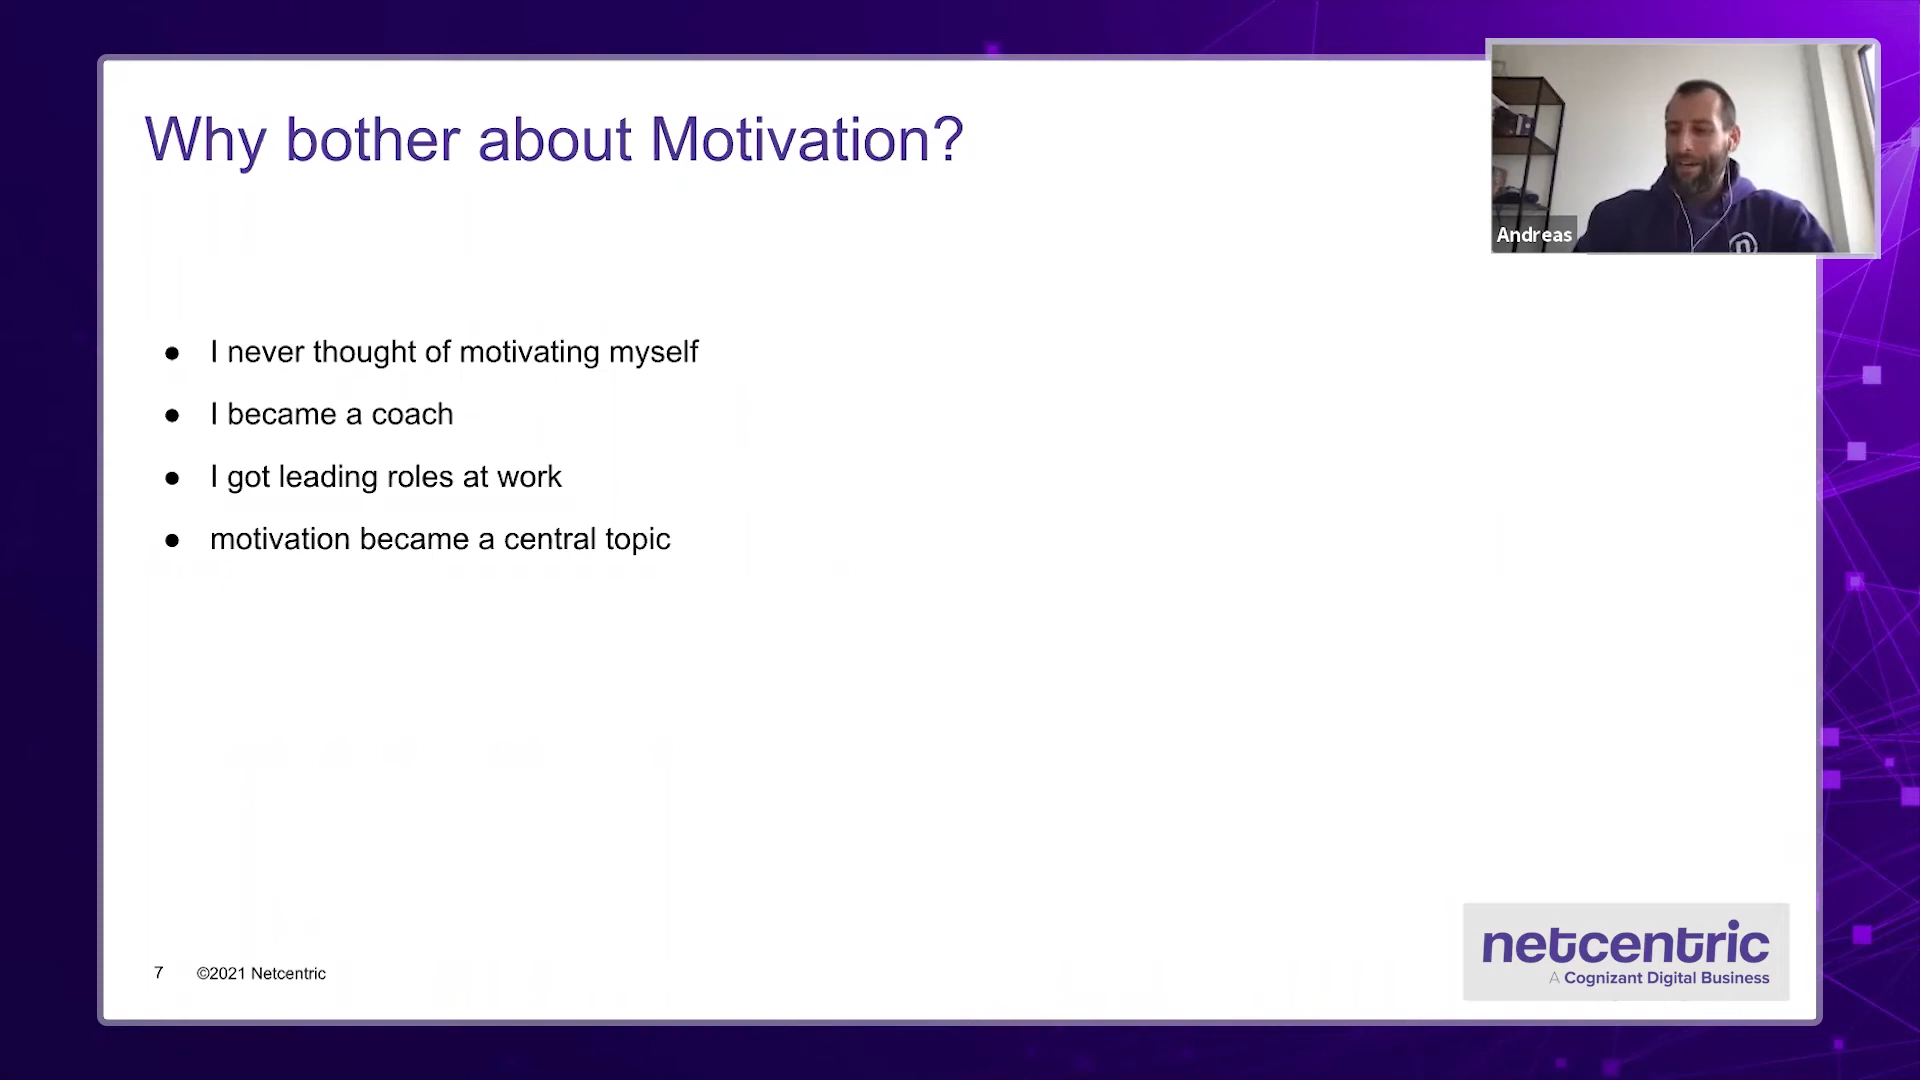 Why bother about Motivation?
Andreas
● I never thought of motivating myself
● I became a coach
● I got leading roles at work
● motivation became a central topic
7 ©2021 Netcentric
netcentric
A Cognizant Digital Business